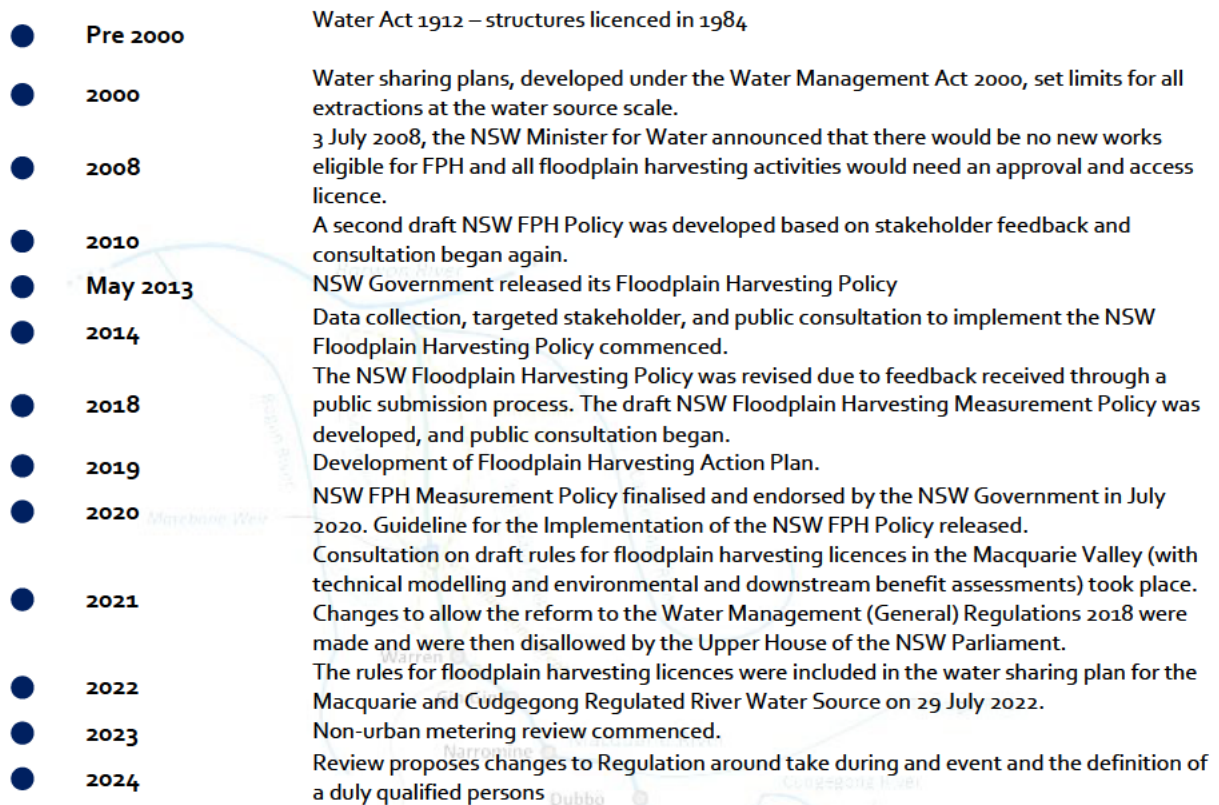 Pre 2000
Water Act 1912 – structures licenced in 1984
2000
Water sharing plans, developed under the Water Management Act 2000, set limits for all
extractions at the water source scale.
2008
3 July 2008, the NSW Minister for Water announced that there would be no new works
eligible for FPH and all floodplain harvesting activities would need an approval and access
licence.
2010
A second draft NSW FPH Policy was developed based on stakeholder feedback and
consultation began again.
Barwon River
May 2013
NSW Government released its Floodplain Harvesting Policy
2014
Data collection, targeted stakeholder, and public consultation to implement the NSW
Floodplain Harvesting Policy commenced.
2018
The NSW Floodplain Harvesting Policy was revised due to feedback received through a
public submission process. The draft NSW Floodplain Harvesting Measurement Policy was
developed, and public consultation began.
Bogan River
2019
Development of Floodplain Harvesting Action Plan.
2020
NSW FPH Measurement Policy finalised and endorsed by the NSW Government in July
2020. Guideline for the Implementation of the NSW FPH Policy released.
Marebone Weir
2021
Consultation on draft rules for floodplain harvesting licences in the Macquarie Valley (with
technical modelling and environmental and downstream benefit assessments) took place.
Changes to allow the reform to the Water Management (General) Regulations 2018 were
made and were then disallowed by the Upper House of the NSW Parliament.
Warren
2022
The rules for floodplain harvesting licences were included in the water sharing plan for the
Macquarie and Cudgegong Regulated River Water Source on 29 July 2022.
2023
Non-urban metering review commenced.
Narromine
2024
Review proposes changes to Regulation around take during and event and the definition of
a duly qualified persons
Dubbo